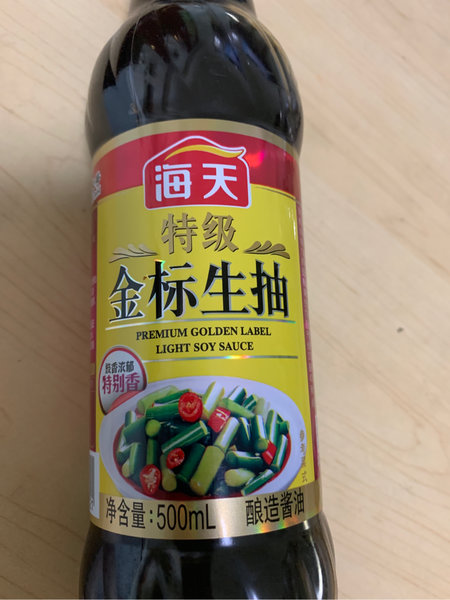 海天
特级
金标生抽
PREMIUM GOLDEN LABEL
LIGHT SOY SAUCE
特别香
净含量:500mL
酿造酱油